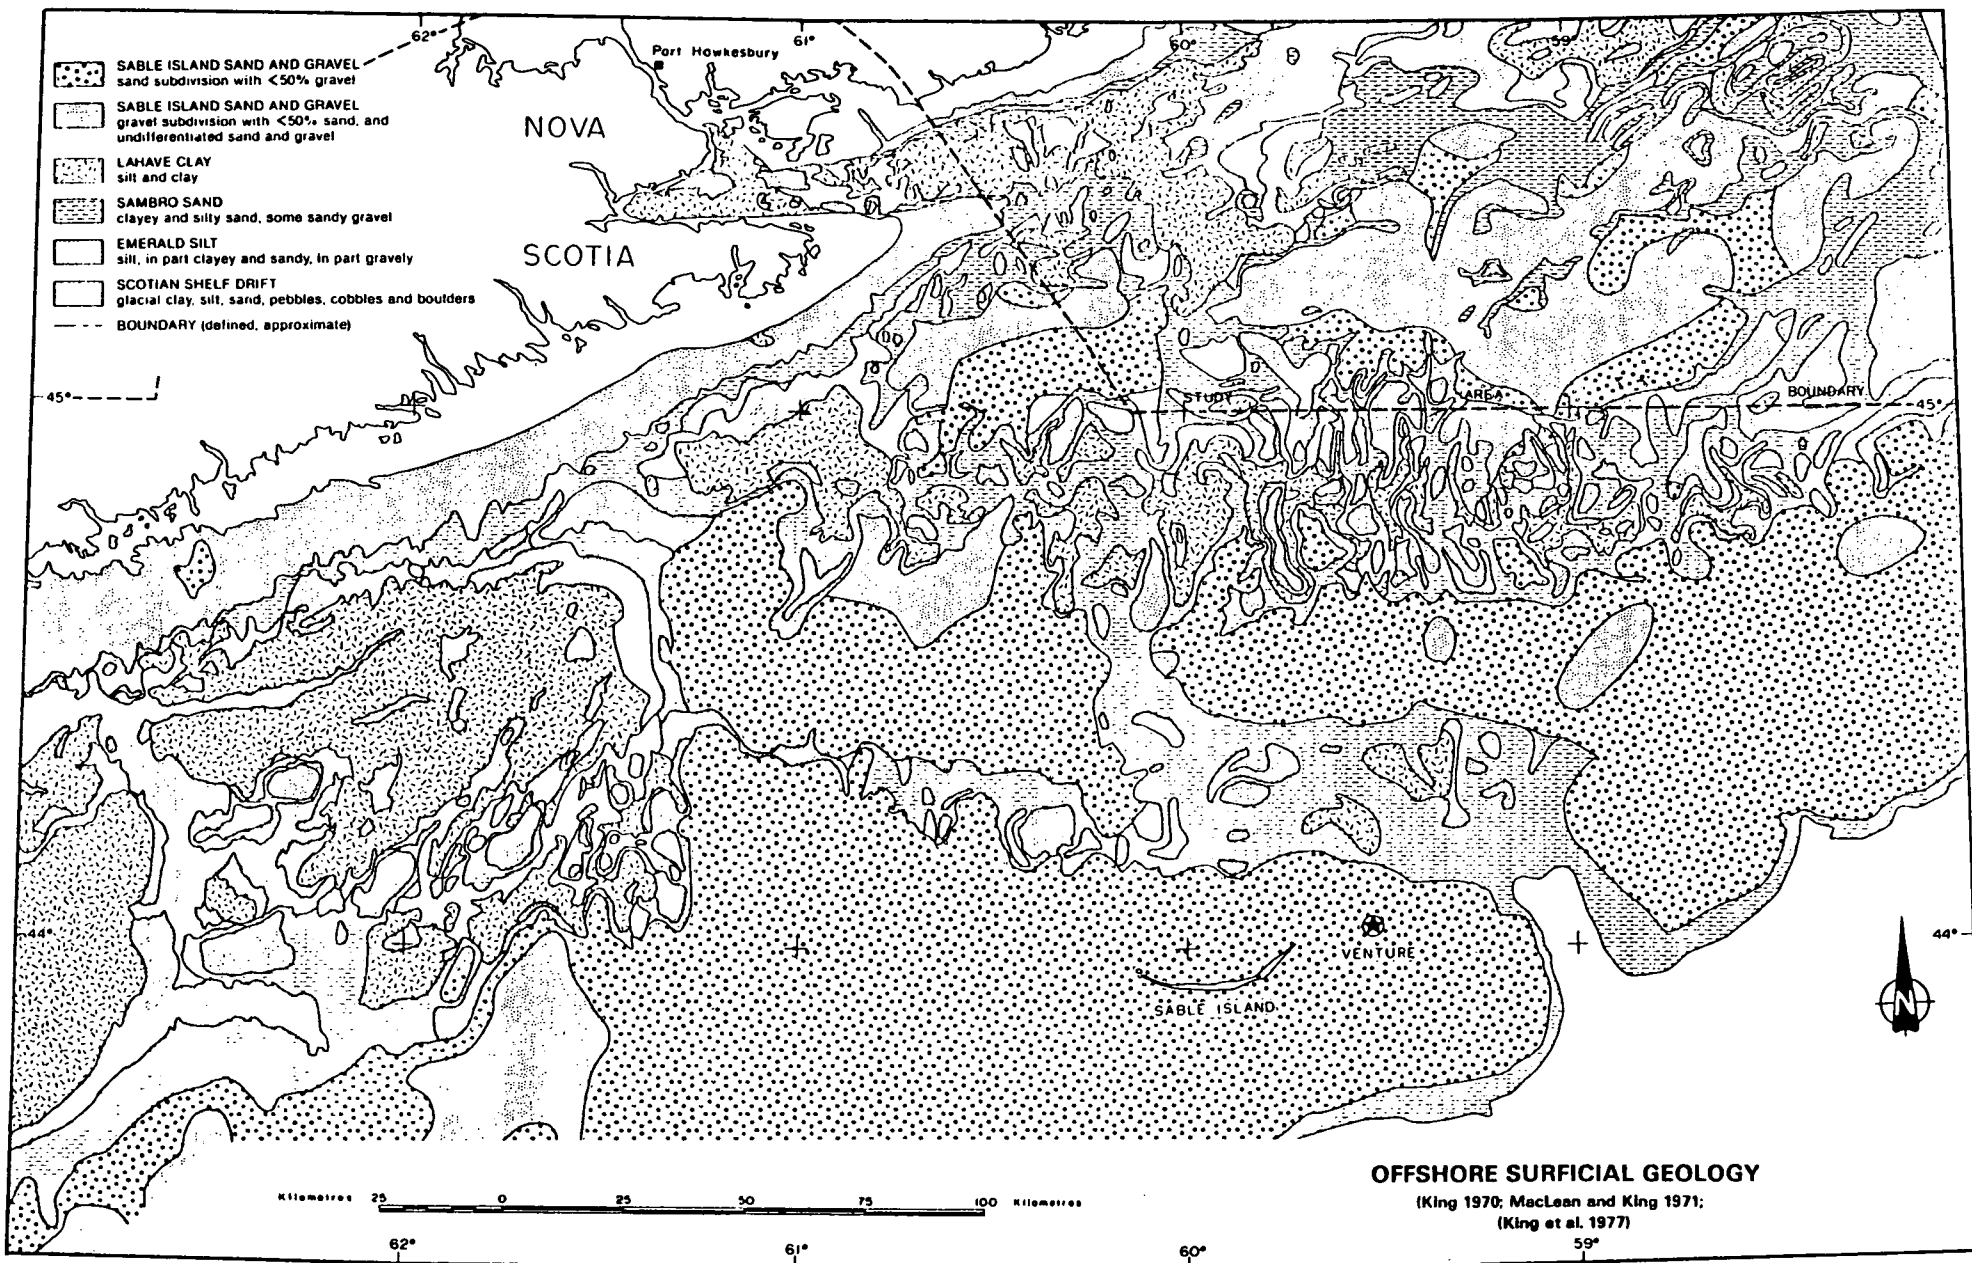 62°
61°
60°
59°
SABLE ISLAND SAND AND GRAVEL
sand subdivision with <50% gravel
SABLE ISLAND SAND AND GRAVEL
gravel subdivision with <50% sand, and
undifferentiated sand and gravel
LAHAVE CLAY
silt and clay
SAMBRO SAND
clayey and silty sand, some sandy gravel
EMERALD SILT
silt, in part clayey and sandy, in part gravely
SCOTIAN SHELF DRIFT
glacial clay, silt, sand, pebbles, cobbles and boulders
BOUNDARY (defined, approximate)
Port Hawkesbury
NOVA
SCOTIA
45°
STUDY AREA BOUNDARY
45°
44°
44°
VENTURE
SABLE ISLAND
N
OFFSHORE SURFICIAL GEOLOGY
(King 1970; MacLean and King 1971;
(King et al. 1977)
Kilometres 25 0 25 50 75 100 Kilometres
62°
61°
60°
59°